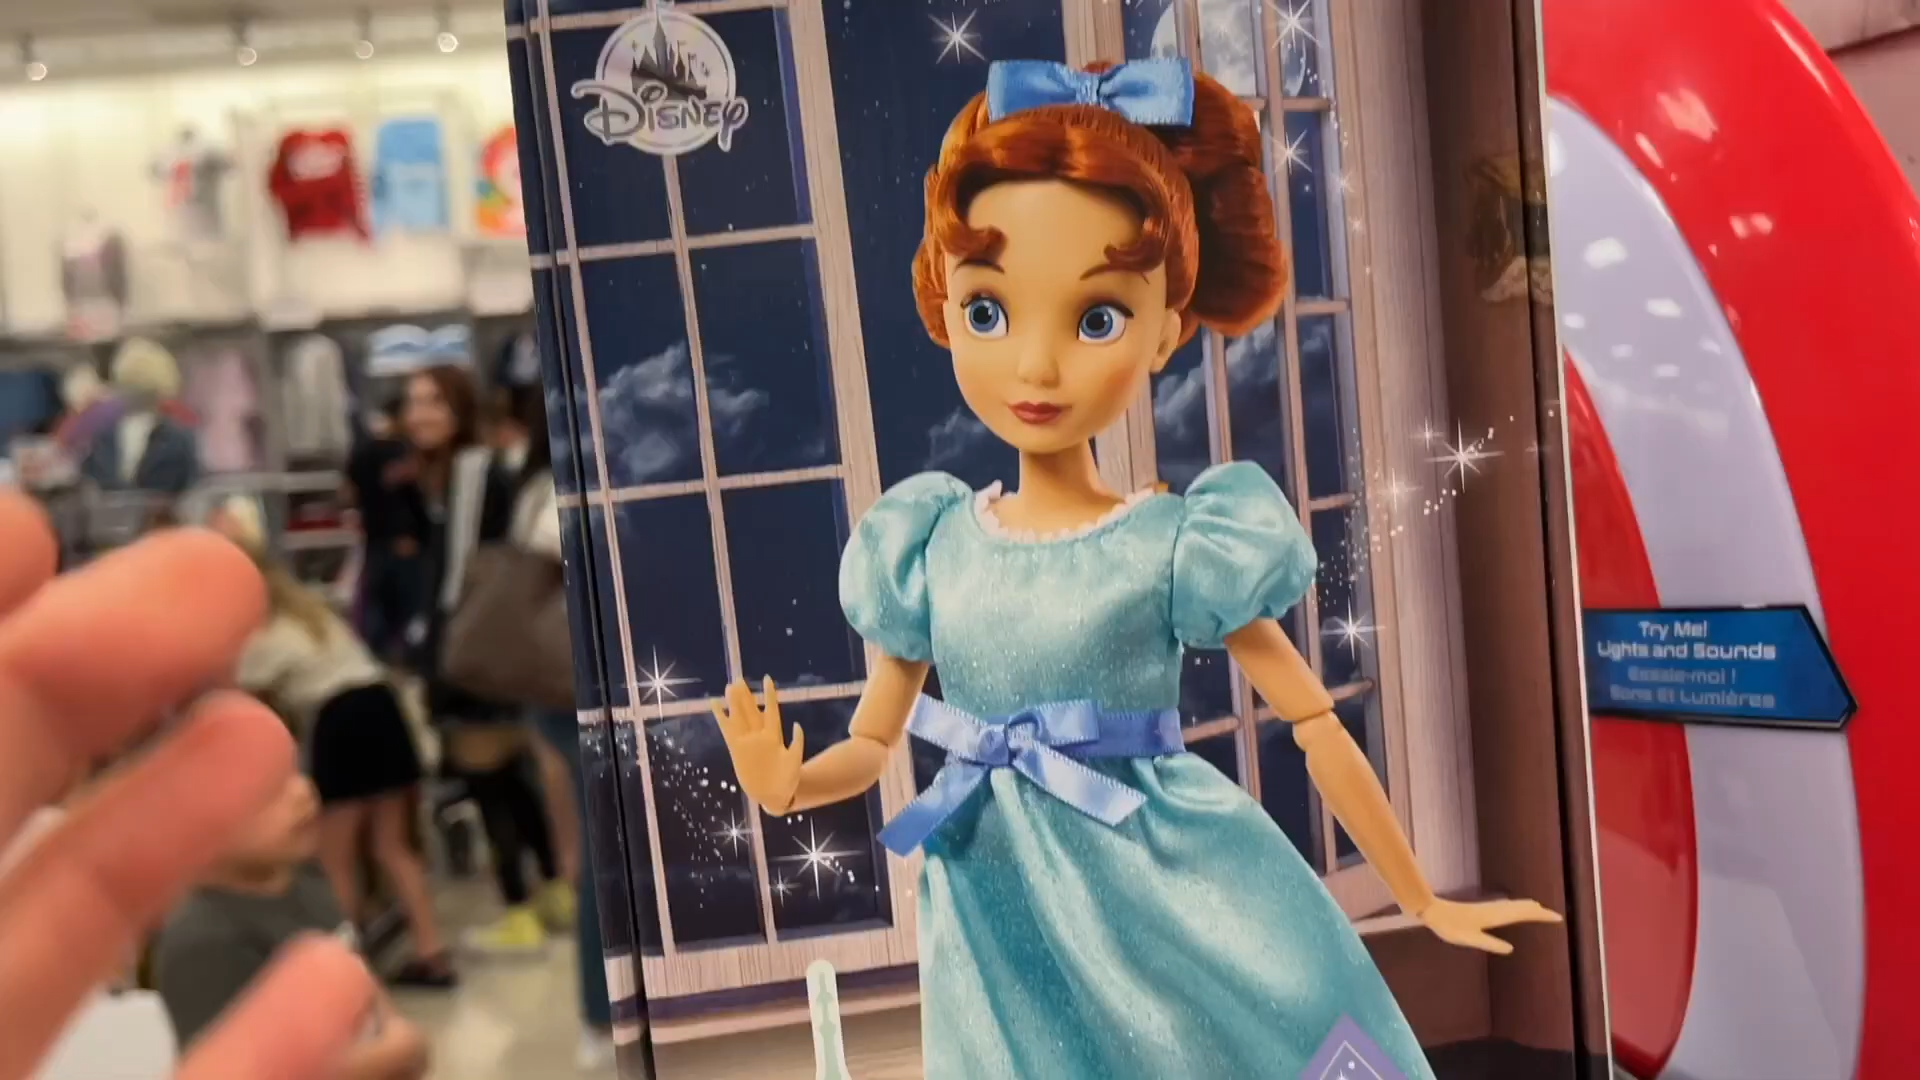 Disney
Try Me!
Lights and Sounds
Essaie-moi !
Sons et Lumières